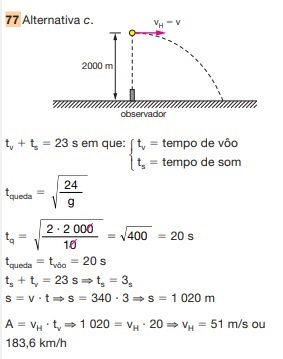 77 Alternativa c.
v_H = v
2000 m
observador
t_v + t_s = 23 s em que: { t_v = tempo de vôo
t_s = tempo de som
t_queda = √(24/g)
t_q = √(2 · 2 000/10) = √400 = 20 s
t_queda = t_vôo = 20 s
t_s + t_v = 23 s ⇒ t_s = 3_s
s = v · t ⇒ s = 340 · 3 ⇒ s = 1 020 m
A = v_H · t_v ⇒ 1 020 = v_H · 20 ⇒ v_H = 51 m/s ou
183,6 km/h